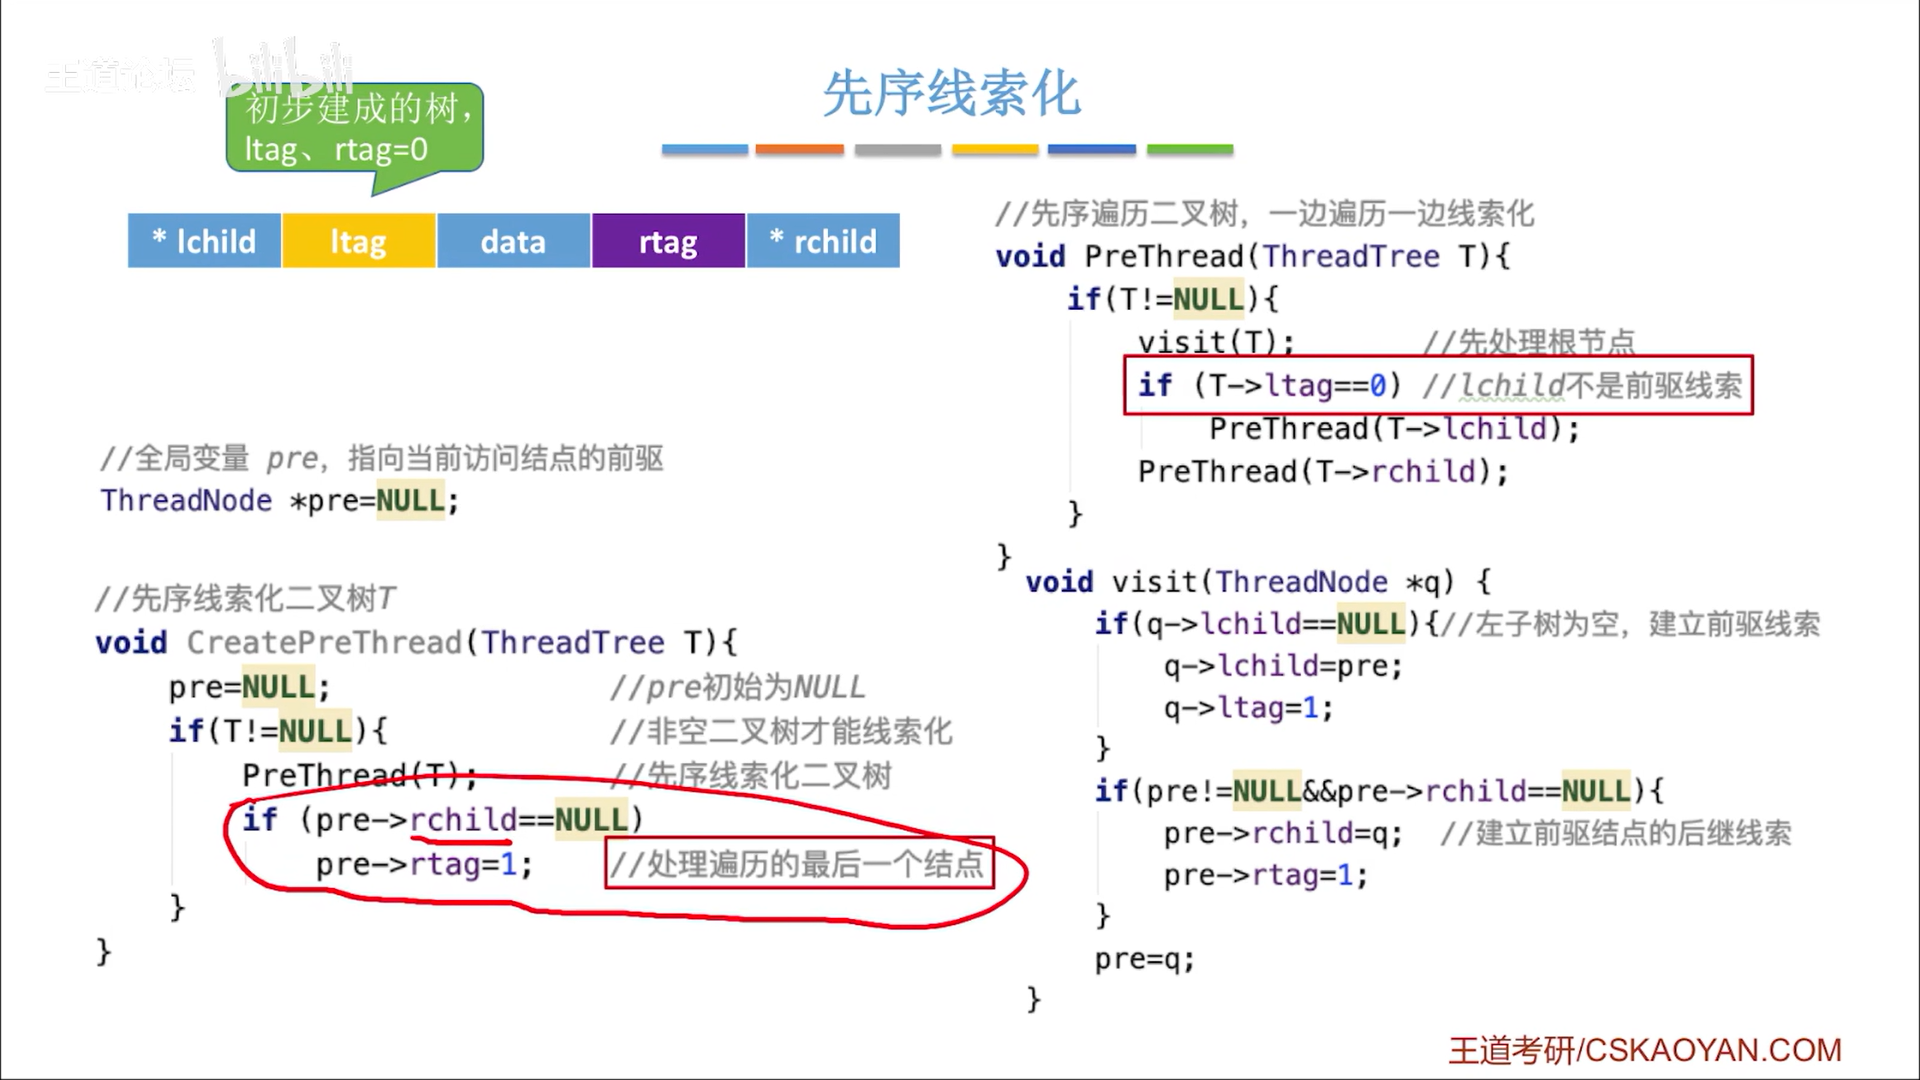 王道论坛 bilibili
先序线索化
初步建成的树，
ltag、rtag=0
* lchild ltag data rtag * rchild
//全局变量 pre，指向当前访问结点的前驱
ThreadNode *pre=NULL;
//先序线索化二叉树T
void CreatePreThread(ThreadTree T){
pre=NULL; //pre初始为NULL
if(T!=NULL){ //非空二叉树才能线索化
PreThread(T); //先序线索化二叉树
if (pre->rchild==NULL)
pre->rtag=1; //处理遍历的最后一个结点
}
}
//先序遍历二叉树，一边遍历一边线索化
void PreThread(ThreadTree T){
if(T!=NULL){
visit(T); //先处理根节点
if (T->ltag==0) //lchild不是前驱线索
PreThread(T->lchild);
PreThread(T->rchild);
}
}
void visit(ThreadNode *q) {
if(q->lchild==NULL){//左子树为空，建立前驱线索
q->lchild=pre;
q->ltag=1;
}
if(pre!=NULL&&pre->rchild==NULL){
pre->rchild=q; //建立前驱结点的后继线索
pre->rtag=1;
}
pre=q;
}
王道考研/CSKAOYAN.COM